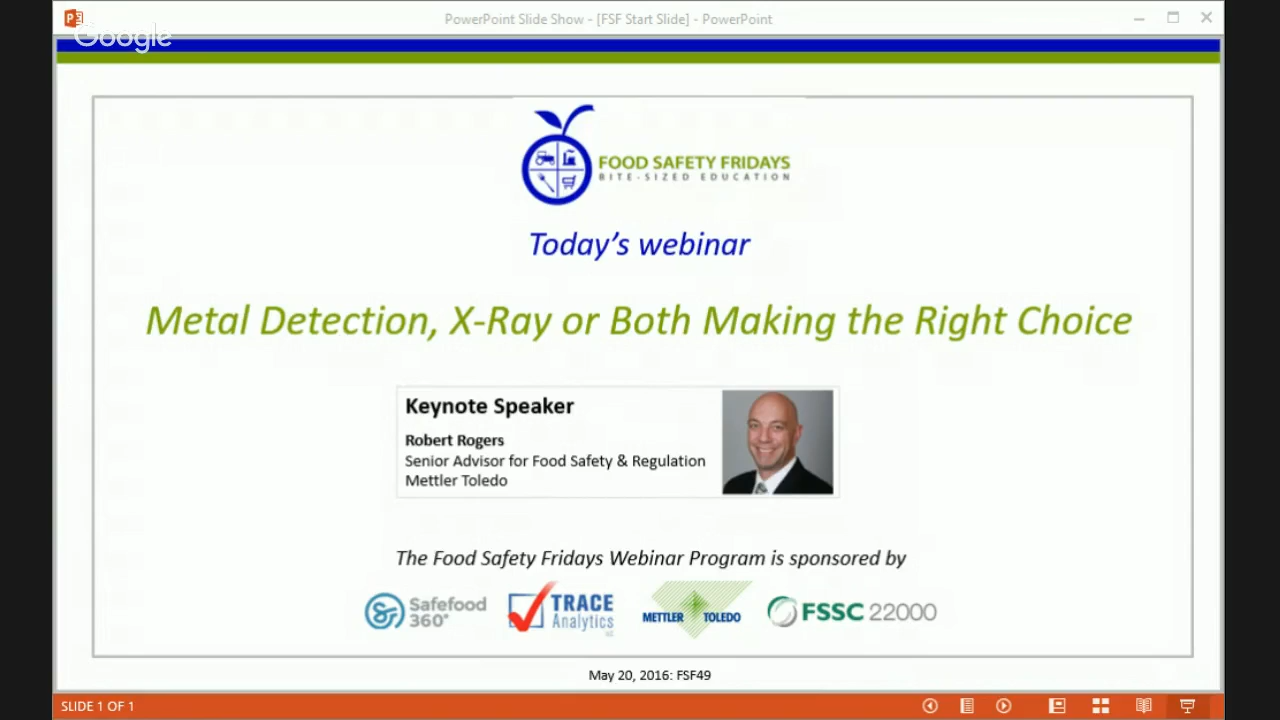 PowerPoint Slide Show - [FSF Start Slide] - PowerPoint
Google
FOOD SAFETY FRIDAYS
BITE-SIZED EDUCATION
Today's webinar
Metal Detection, X-Ray or Both Making the Right Choice
Keynote Speaker
Robert Rogers
Senior Advisor for Food Safety & Regulation
Mettler Toledo
The Food Safety Fridays Webinar Program is sponsored by
Safefood 360°
TRACE Analytics LLC
METTLER TOLEDO
FSSC 22000
May 20, 2016: FSF49
SLIDE 1 OF 1